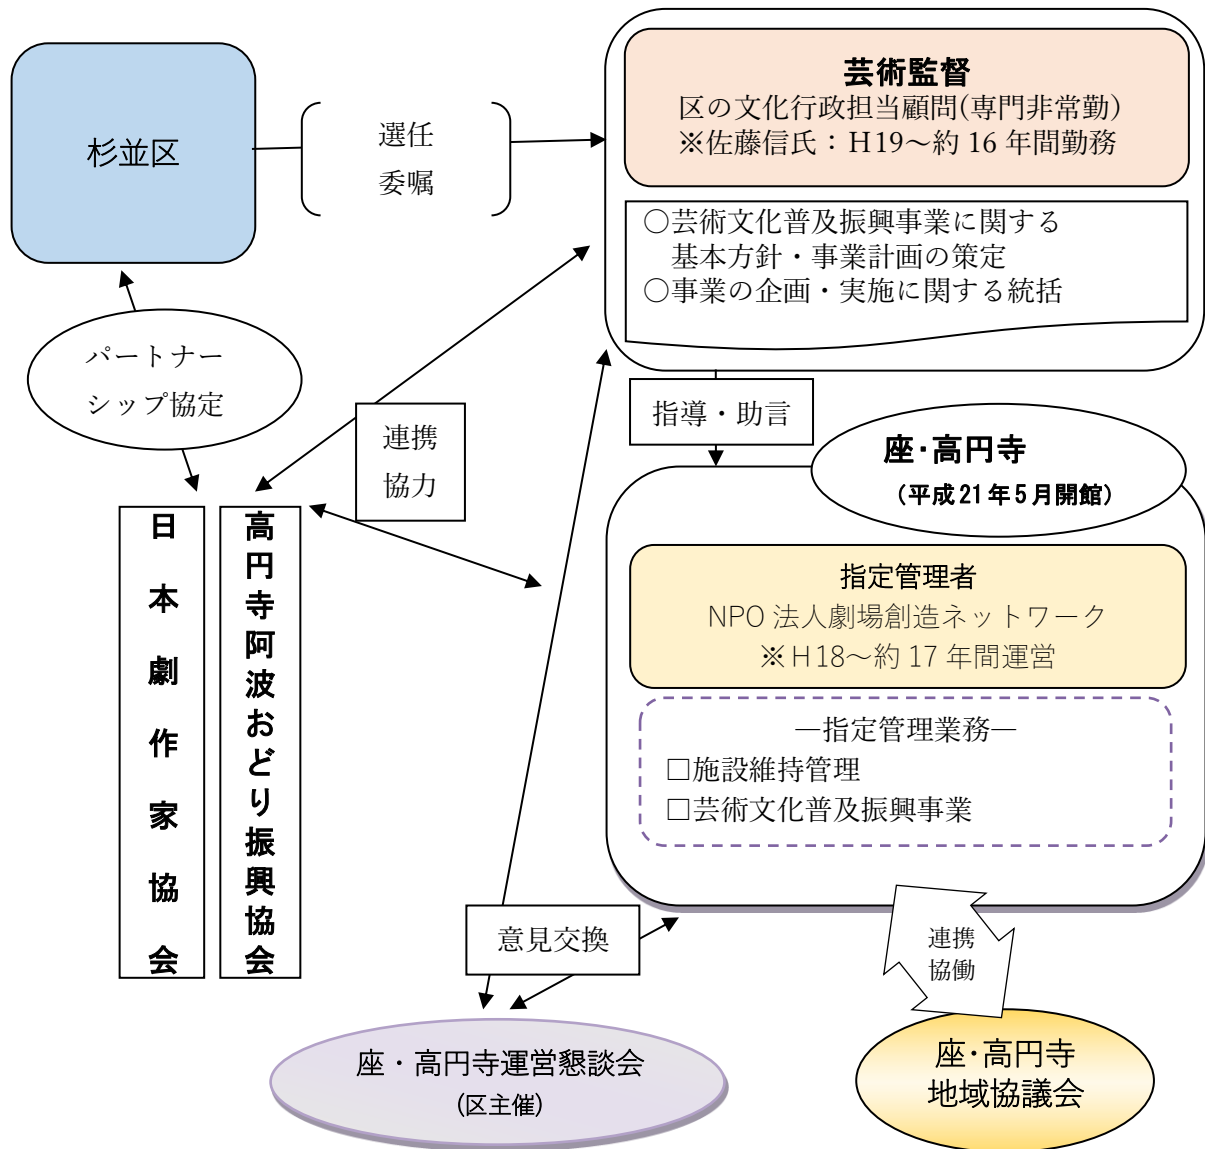 杉並区
選任
委嘱
芸術監督
区の文化行政担当顧問(専門非常勤)
※佐藤信氏：H19～約16年間勤務
○芸術文化普及振興事業に関する
基本方針・事業計画の策定
○事業の企画・実施に関する統括
パートナー
シップ協定
連携
協力
指導・助言
座・高円寺
（平成21年5月開館）
日本劇作家協会
高円寺阿波おどり振興協会
指定管理者
NPO法人劇場創造ネットワーク
※H18～約17年間運営
―指定管理業務―
□施設維持管理
□芸術文化普及振興事業
意見交換
連携
協働
座・高円寺運営懇談会
(区主催)
座・高円寺
地域協議会